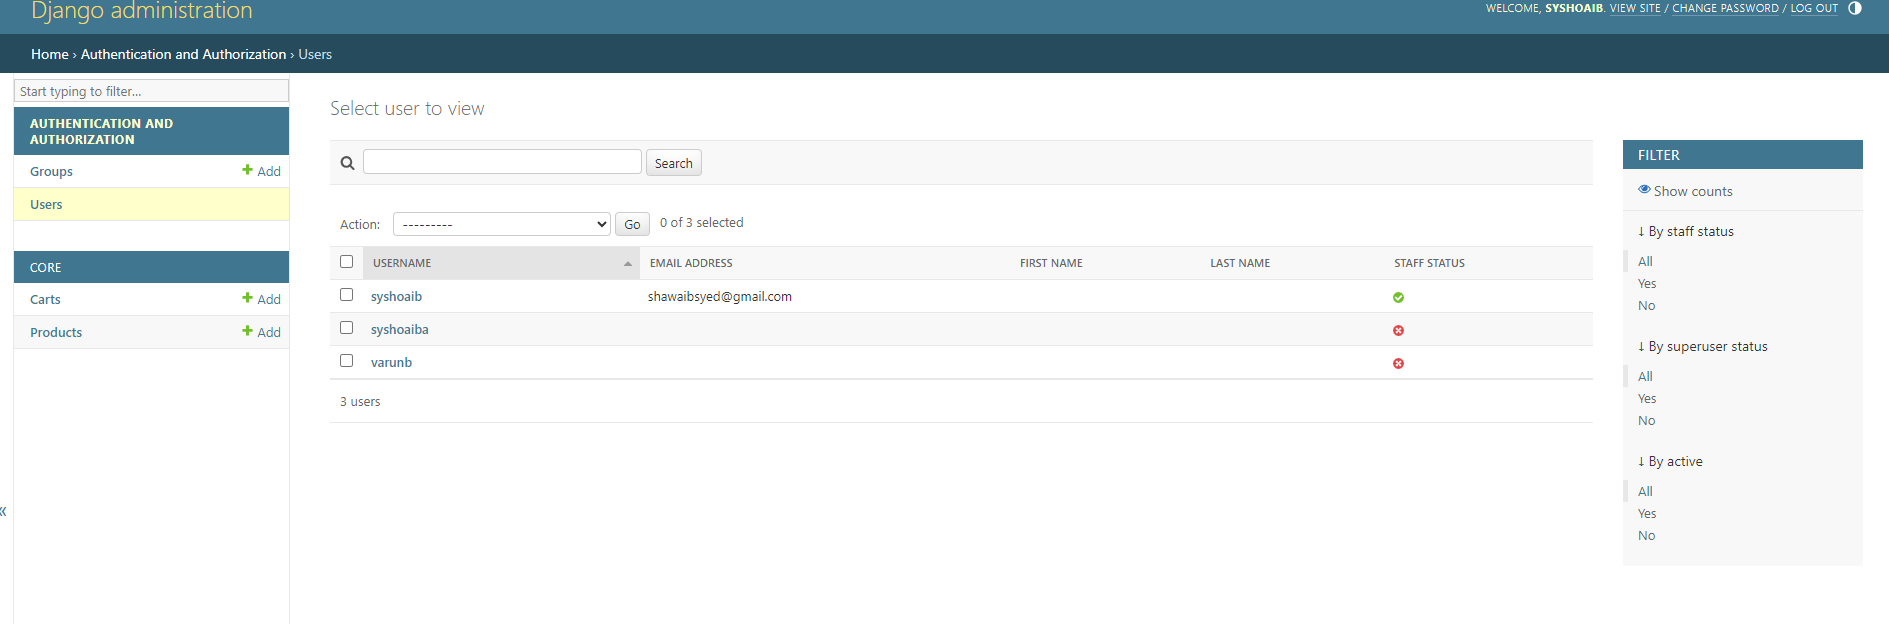 Django administration
WELCOME, SYSHOAIB. VIEW SITE / CHANGE PASSWORD / LOG OUT
Home › Authentication and Authorization › Users
Start typing to filter...
AUTHENTICATION AND
AUTHORIZATION
Groups + Add
Users
CORE
Carts + Add
Products + Add
«
Select user to view
Search
Action: --------- Go 0 of 3 selected
USERNAME EMAIL ADDRESS FIRST NAME LAST NAME STAFF STATUS
syshoaib shawaibsyed@gmail.com
syshoaiba
varunb
3 users
FILTER
Show counts
↓ By staff status
All
Yes
No
↓ By superuser status
All
Yes
No
↓ By active
All
Yes
No